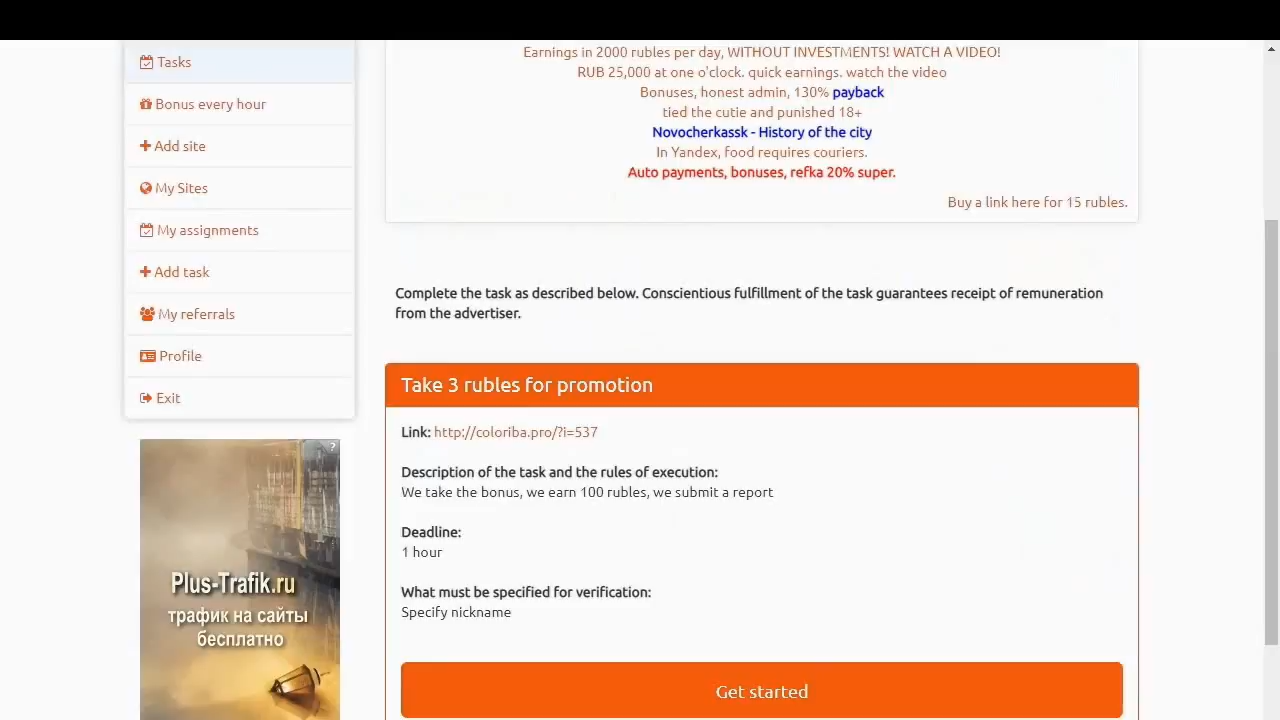 Tasks
Bonus every hour
Add site
My Sites
My assignments
Add task
My referrals
Profile
Exit
Plus-Trafik.ru
трафик на сайты
бесплатно
?
Earnings in 2000 rubles per day, WITHOUT INVESTMENTS! WATCH A VIDEO!
RUB 25,000 at one o'clock. quick earnings. watch the video
Bonuses, honest admin, 130% payback
tied the cutie and punished 18+
Novocherkassk - History of the city
In Yandex, food requires couriers.
Auto payments, bonuses, refka 20% super.
Buy a link here for 15 rubles.
Complete the task as described below. Conscientious fulfillment of the task guarantees receipt of remuneration
from the advertiser.
Take 3 rubles for promotion
Link: http://coloriba.pro/?i=537
Description of the task and the rules of execution:
We take the bonus, we earn 100 rubles, we submit a report
Deadline:
1 hour
What must be specified for verification:
Specify nickname
Get started